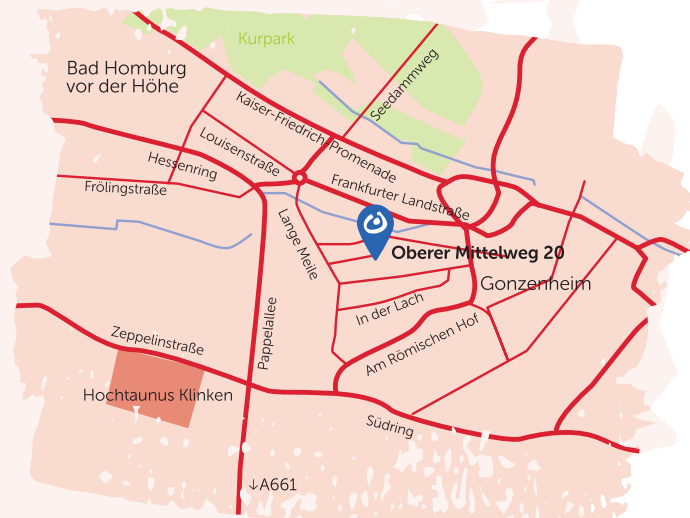 Kurpark
Bad Homburg
vor der Höhe
Seedammweg
Kaiser-Friedrich-Promenade
Louisenstraße
Hessenring
Frölingstraße
Frankfurter Landstraße
Lange Meile
Oberer Mittelweg 20
Gonzenheim
In der Lach
Pappelallee
Am Römischen Hof
Zeppelinstraße
Hochtaunus Klinken
Südring
↓A661